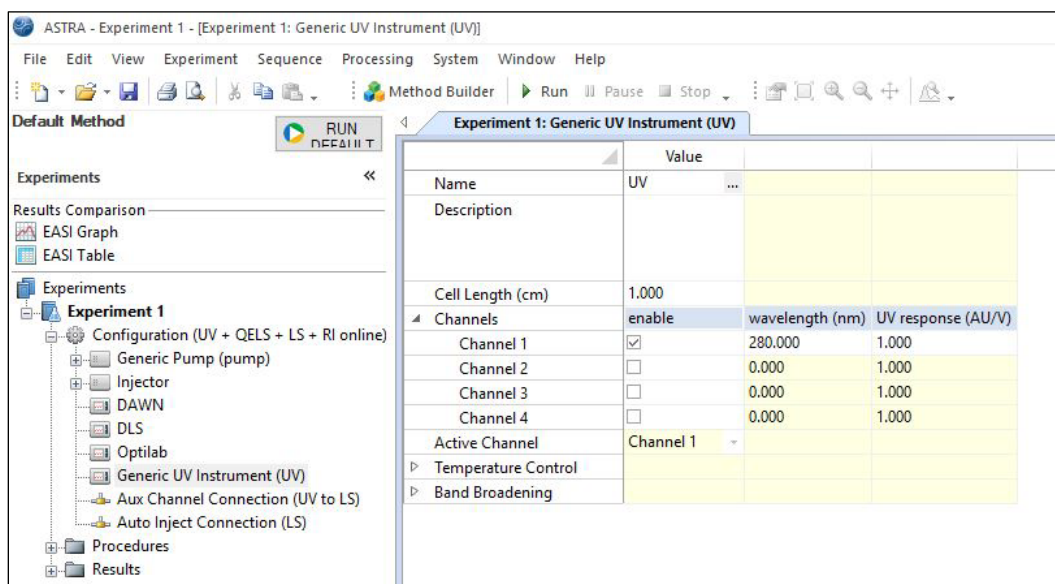 ASTRA - Experiment 1 - [Experiment 1: Generic UV Instrument (UV)]
File Edit View Experiment Sequence Processing System Window Help
Method Builder Run Pause Stop
Default Method
RUN
DEFAULT
Experiments «
Results Comparison
EASI Graph
EASI Table
Experiments
Experiment 1
Configuration (UV + QELS + LS + RI online)
Generic Pump (pump)
Injector
DAWN
DLS
Optilab
Generic UV Instrument (UV)
Aux Channel Connection (UV to LS)
Auto Inject Connection (LS)
Procedures
Results
Experiment 1: Generic UV Instrument (UV)
Value
Name UV ...
Description
Cell Length (cm) 1.000
Channels enable wavelength (nm) UV response (AU/V)
Channel 1 280.000 1.000
Channel 2 0.000 1.000
Channel 3 0.000 1.000
Channel 4 0.000 1.000
Active Channel Channel 1
Temperature Control
Band Broadening